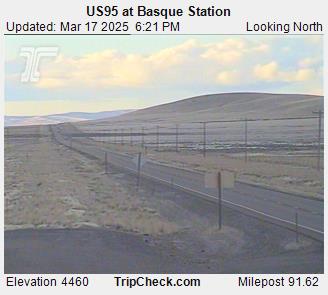 US95 at Basque Station
Updated: Mar 17 2025 6:21 PM Looking North
Elevation 4460 TripCheck.com Milepost 91.62